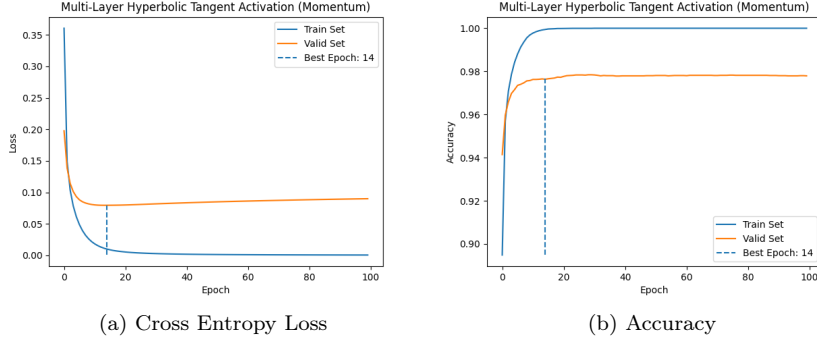 Multi-Layer Hyperbolic Tangent Activation (Momentum)
0.35
0.30
0.25
0.20
0.15
0.10
0.05
0.00
Loss
Train Set
Valid Set
Best Epoch: 14
0 20 40 60 80 100
Epoch
(a) Cross Entropy Loss
Multi-Layer Hyperbolic Tangent Activation (Momentum)
1.00
0.98
0.96
0.94
0.92
0.90
Accuracy
Train Set
Valid Set
Best Epoch: 14
0 20 40 60 80 100
Epoch
(b) Accuracy